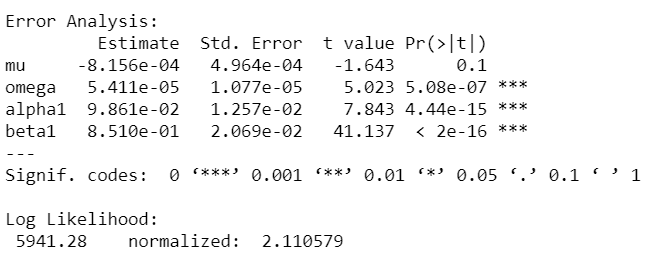 Error Analysis:
        Estimate  Std. Error  t value Pr(>|t|)
mu     -8.156e-04   4.964e-04   -1.643      0.1
omega   5.411e-05   1.077e-05    5.023 5.08e-07 ***
alpha1  9.861e-02   1.257e-02    7.843 4.44e-15 ***
beta1   8.510e-01   2.069e-02   41.137  < 2e-16 ***
---
Signif. codes:  0 ‘***’ 0.001 ‘**’ 0.01 ‘*’ 0.05 ‘.’ 0.1 ‘ ’ 1
Log Likelihood:
 5941.28    normalized:  2.110579